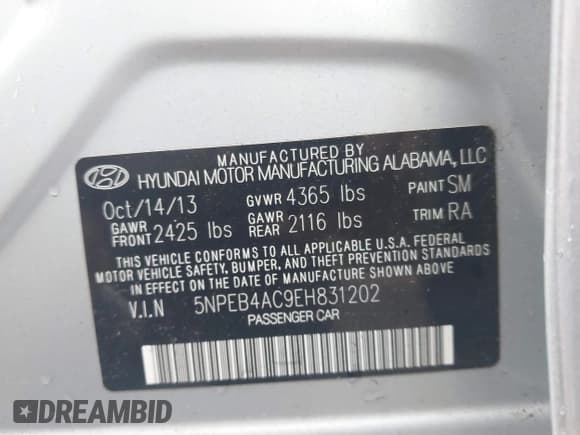 MANUFACTURED BY
HYUNDAI MOTOR MANUFACTURING ALABAMA, LLC
Oct/14/13 GVWR 4365 lbs PAINT SM
GAWR FRONT 2425 lbs GAWR REAR 2116 lbs TRIM RA
THIS VEHICLE CONFORMS TO ALL APPLICABLE U.S.A. FEDERAL
MOTOR VEHICLE SAFETY, BUMPER, AND THEFT PREVENTION STANDARDS
IN EFFECT ON THE DATE OF MANUFACTURE SHOWN ABOVE.
V.I.N 5NPEB4AC9EH831202
PASSENGER CAR
DREAMBID